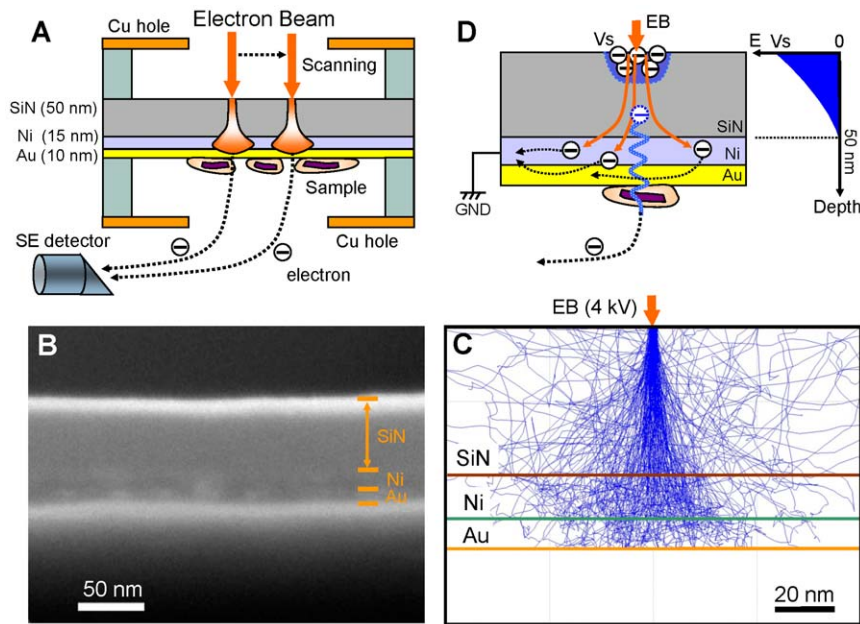 A
Electron Beam
Cu hole
Scanning
SiN (50 nm)
Ni (15 nm)
Au (10 nm)
Sample
SE detector
Cu hole
electron
D
EB
Vs
E Vs 0
SiN
Ni
Au
50 nm
GND
Depth
B
SiN
Ni
Au
50 nm
EB (4 kV)
C
SiN
Ni
Au
20 nm